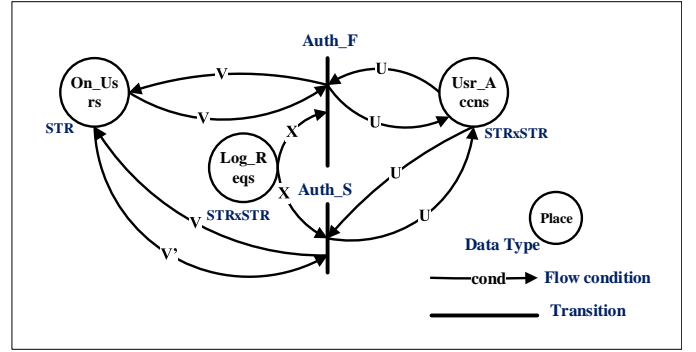 Auth_F
On_Us
rs
STR
V
V
U
U
Usr_A
ccns
STRxSTR
Log_R
eqs
STRxSTR
X
X
Auth_S
U
U
V
V'
Place
Data Type
cond
Flow condition
Transition